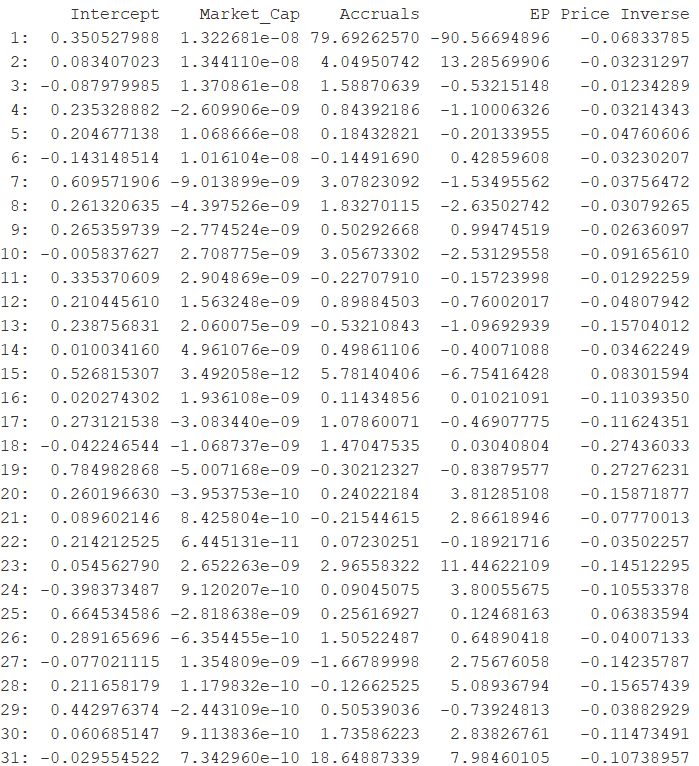 Intercept Market_Cap Accruals EP Price Inverse
1: 0.350527988 1.322681e-08 79.69262570 -90.56694896 -0.06833785
2: 0.083407023 1.344110e-08 4.04950742 13.28569906 -0.03231297
3: -0.087979985 1.370861e-08 1.58870639 -0.53215148 -0.01234289
4: 0.235328882 -2.609906e-09 0.84392186 -1.10006326 -0.03214343
5: 0.204677138 1.068666e-08 0.18432821 -0.20133955 -0.04760606
6: -0.143148514 1.016104e-08 -0.14491690 0.42859608 -0.03230207
7: 0.609571906 -9.013899e-09 3.07823092 -1.53495562 -0.03756472
8: 0.261320635 -4.397526e-09 1.83270115 -2.63502742 -0.03079265
9: 0.265359739 -2.774524e-09 0.50292668 0.99474519 -0.02636097
10: -0.005837627 2.708775e-09 3.05673302 -2.53129558 -0.09165610
11: 0.335370609 2.904869e-09 -0.22707910 -0.15723998 -0.01292259
12: 0.210445610 1.563248e-09 0.89884503 -0.76002017 -0.04807942
13: 0.238756831 2.060075e-09 -0.53210843 -1.09692939 -0.15704012
14: 0.010034160 4.961076e-09 0.49861106 -0.40071088 -0.03462249
15: 0.526815307 3.492058e-12 5.78140406 -6.75416428 0.08301594
16: 0.020274302 1.936108e-09 0.11434856 0.01021091 -0.11039350
17: 0.273121538 -3.083440e-09 1.07860071 -0.46907775 -0.11624351
18: -0.042246544 -1.068737e-09 1.47047535 0.03040804 -0.27436033
19: 0.784982868 -5.007168e-09 -0.30212327 -0.83879577 0.27276231
20: 0.260196630 -3.953753e-10 0.24022184 3.81285108 -0.15871877
21: 0.089602146 8.425804e-10 -0.21544615 2.86618946 -0.07770013
22: 0.214212525 6.445131e-11 0.07230251 -0.18921716 -0.03502257
23: 0.054562790 2.652263e-09 2.96558322 11.44622109 -0.14512295
24: -0.398373487 9.120207e-10 0.09045075 3.80055675 -0.10553378
25: 0.664534586 -2.818638e-09 0.25616927 0.12468163 0.06383594
26: 0.289165696 -6.354455e-10 1.50522487 0.64890418 -0.04007133
27: -0.077021115 1.354809e-09 -1.66789998 2.75676058 -0.14235787
28: 0.211658179 1.179832e-10 -0.12662525 5.08936794 -0.15657439
29: 0.442976374 -2.443109e-10 0.50539036 -0.73924813 -0.03882929
30: 0.060685147 9.113836e-10 1.73586223 2.83826761 -0.11473491
31: -0.029554522 7.342960e-10 18.64887339 7.98460105 -0.10738957